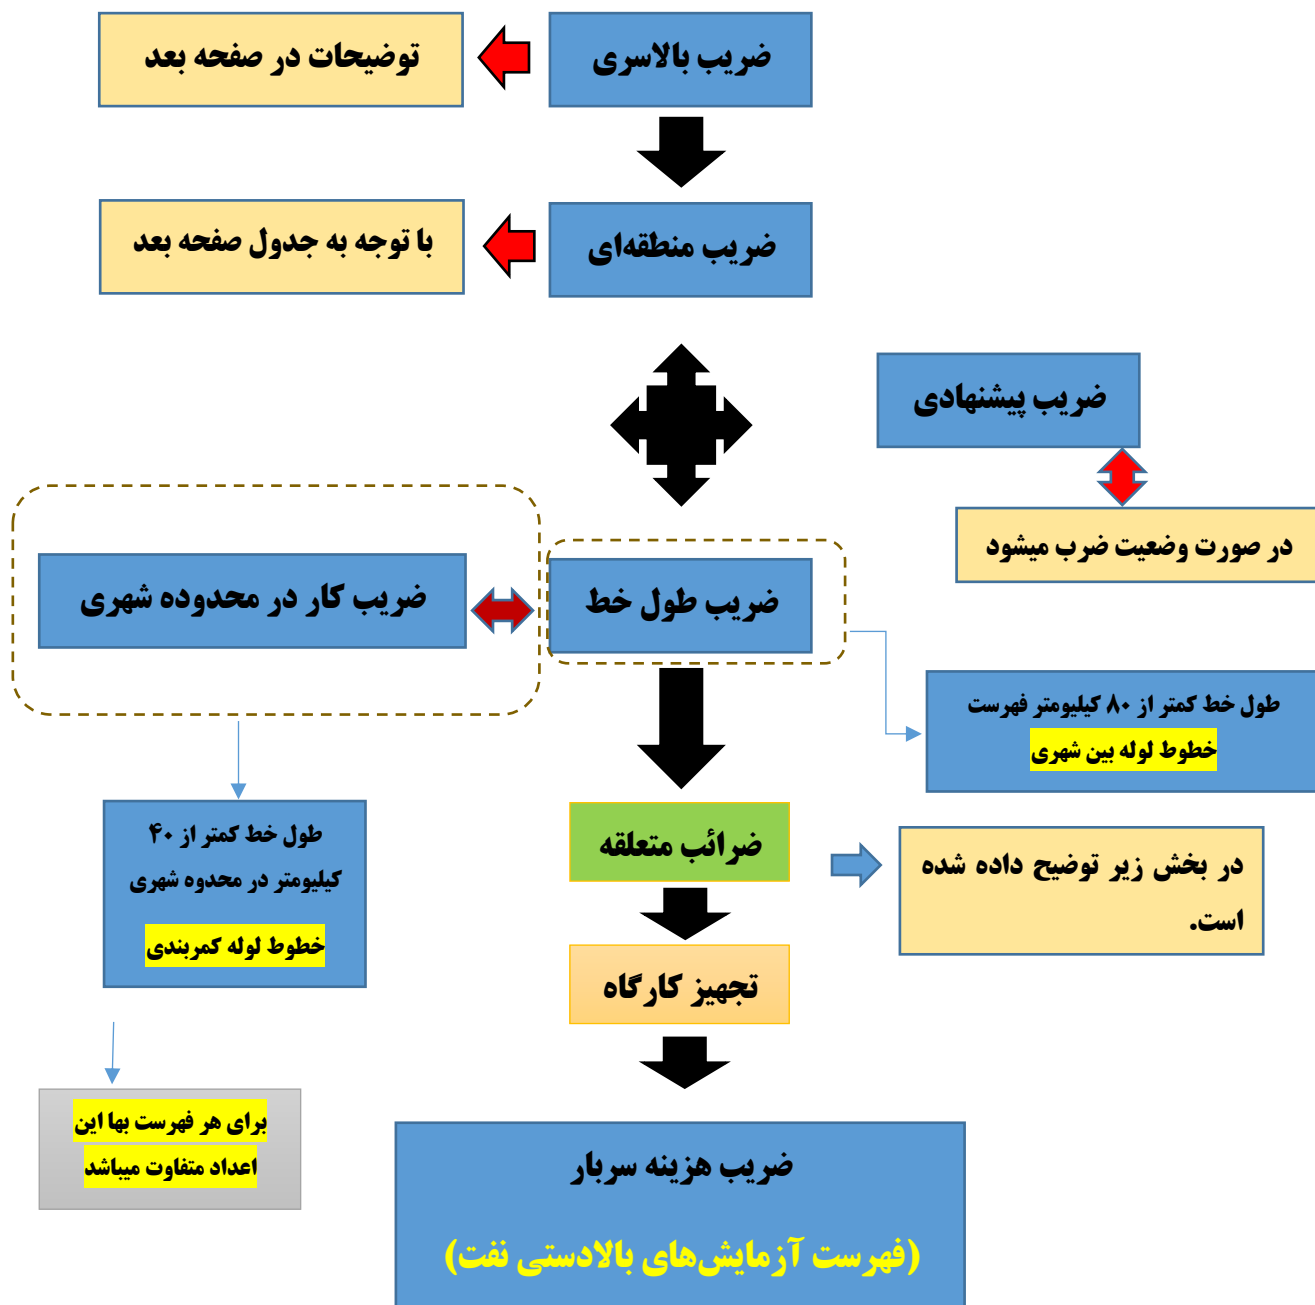 ضریب بالاسری
توضیحات در صفحه بعد
ضریب منطقه‌ای
با توجه به جدول صفحه بعد
ضریب پیشنهادی
در صورت وضعیت ضرب میشود
ضریب طول خط
ضریب کار در محدوده شهری
طول خط کمتر از ۸۰ کیلیومتر فهرست
خطوط لوله بین شهری
طول خط کمتر از ۴۰
کیلیومتر در محدوه شهری
خطوط لوله کمربندی
ضرائب متعلقه
در بخش زیر توضیح داده شده
است.
تجهیز کارگاه
برای هر فهرست بها این
اعداد متفاوت میباشد
ضریب هزینه سربار
(فهرست آزمایش‌های بالادستی نفت)